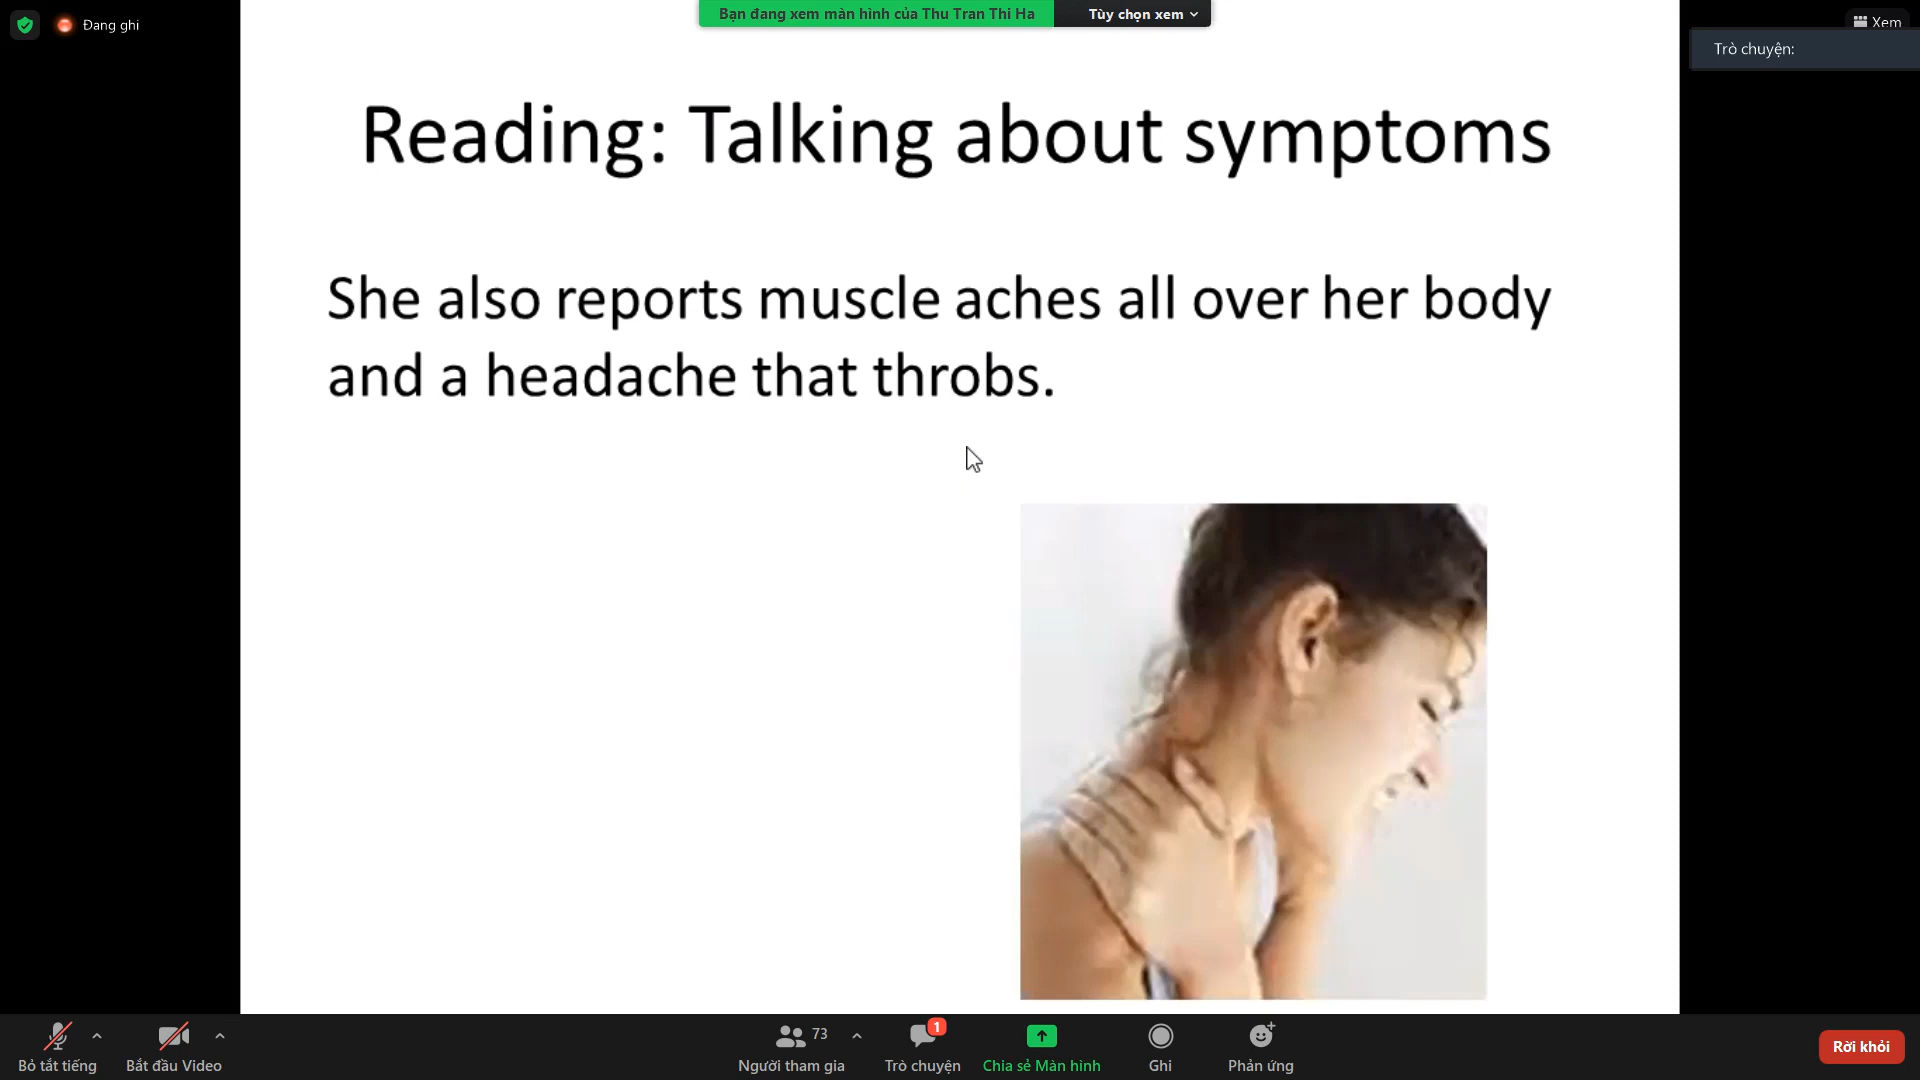 Đang ghi
Bạn đang xem màn hình của Thu Tran Thi Ha
Tùy chọn xem
Xem
Trò chuyện:
Reading: Talking about symptoms
She also reports muscle aches all over her body
and a headache that throbs.
Bỏ tắt tiếng
Bắt đầu Video
73
Người tham gia
1
Trò chuyện
Chia sẻ Màn hình
Ghi
Phản ứng
Rời khỏi